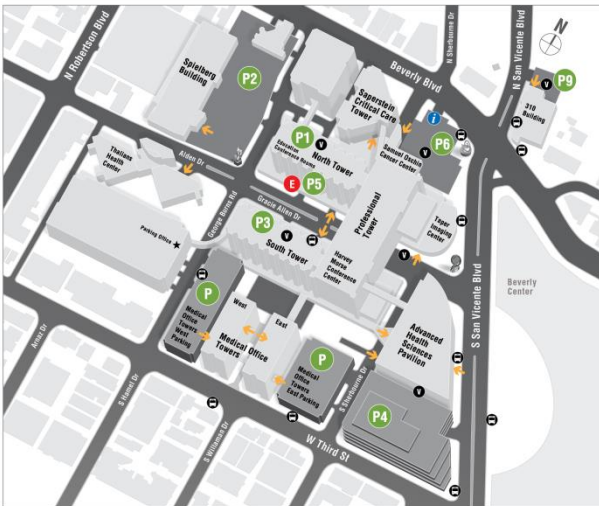 N Robertson Blvd
Beverly Blvd
N Sherbourne Dr
N San Vicente Blvd
N
Spielberg
Building
P2
Saperstein
Critical Care
Tower
P9
310
Building
i
P6
P1
Education
Conference Rooms
V
North Tower
Samuel Oschin
Cancer Center
V
Thalians
Health
Center
Alden Dr
E
P5
Gracie Allen Dr
George Burns Rd
Professional
Tower
Taper
Imaging
Center
P3
Parking Office
V
South Tower
Harvey
Morse
Conference
Center
V
S San Vicente Blvd
Beverly
Center
P
Medical
Office
Towers
West
Parking
West
East
Medical Office
Towers
P
Medical
Office
Towers
East Parking
Advanced
Health
Sciences
Pavilion
V
P4
Arnaz Dr
S Hamel Dr
S Willaman Dr
S Sherbourne Dr
W Third St